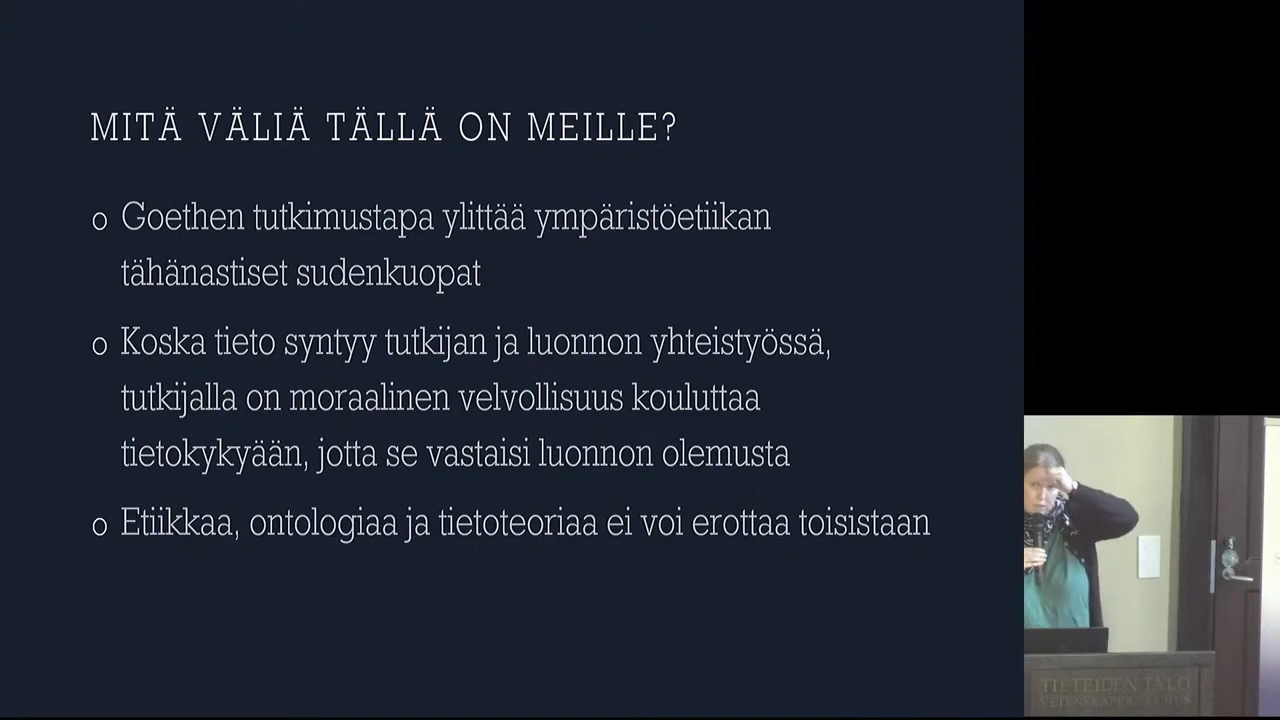 MITÄ VÄLIÄ TÄLLÄ ON MEILLE?
o Goethen tutkimustapa ylittää ympäristöetiikan
tähänastiset sudenkuopat
o Koska tieto syntyy tutkijan ja luonnon yhteistyössä,
tutkijalla on moraalinen velvollisuus kouluttaa
tietokykyään, jotta se vastaisi luonnon olemusta
o Etiikkaa, ontologiaa ja tietoteoriaa ei voi erottaa toisistaan
TIETEIDEN TALO
VETENSKAPERNAS HUS